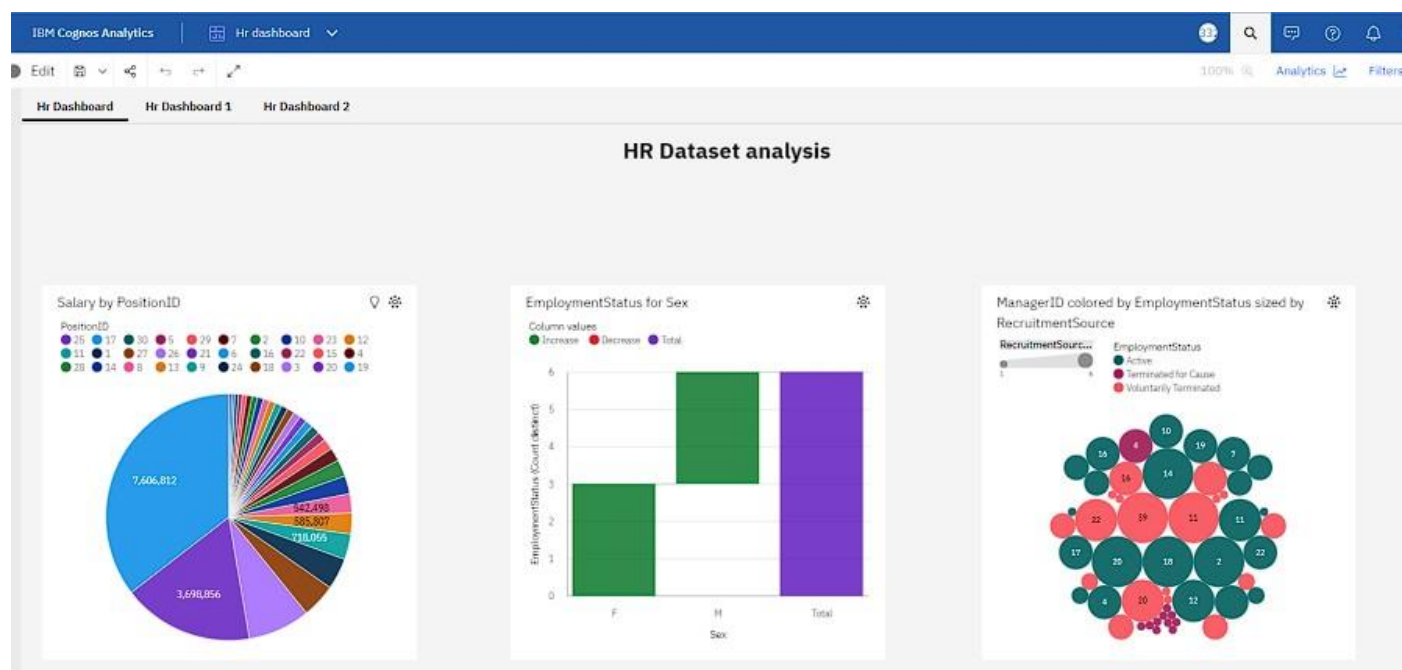 IBM Cognos Analytics
Hr dashboard
Edit
100%
Analytics
Filters
Hr Dashboard
Hr Dashboard 1
Hr Dashboard 2
HR Dataset analysis
Salary by PositionID
PositionID
25 17 30 5 29 7 2 10 23 12
11 1 27 26 21 6 16 22 15 4
28 14 8 13 9 24 18 3 20 19
7,606,812
642,498
585,807
718,055
3,698,856
EmploymentStatus for Sex
Column values
Increase Decrease Total
EmploymentStatus (Count distinct)
6
5
4
3
2
1
0
F M Total
Sex
ManagerID colored by EmploymentStatus sized by
RecruitmentSource
RecruitmentSourc...
1 6
EmploymentStatus
Active
Terminated for Cause
Voluntarily Terminated
10
4 19
16 7
16 14
22 39 11 11
17 20 18 2 22
4 20 12